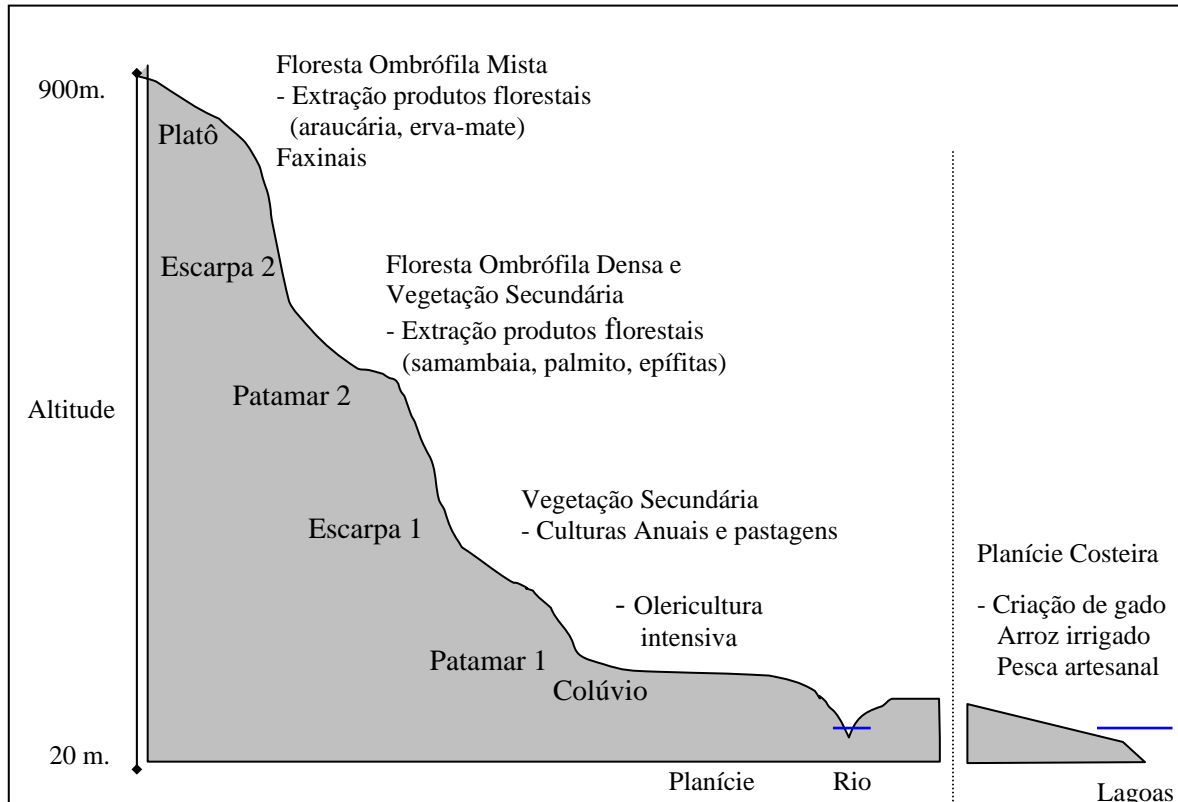 Floresta Ombrófila Mista
900m.
- Extração produtos florestais
(araucária, erva-mate)
Platô
Faxinais
Escarpa 2
Floresta Ombrófila Densa e
Vegetação Secundária
- Extração produtos florestais
(samambaia, palmito, epífitas)
Patamar 2
Altitude
Vegetação Secundária
- Culturas Anuais e pastagens
Escarpa 1
Planície Costeira
- Olericultura
intensiva
- Criação de gado
Arroz irrigado
Pesca artesanal
Patamar 1
Colúvio
20 m.
Planície
Rio
Lagoas